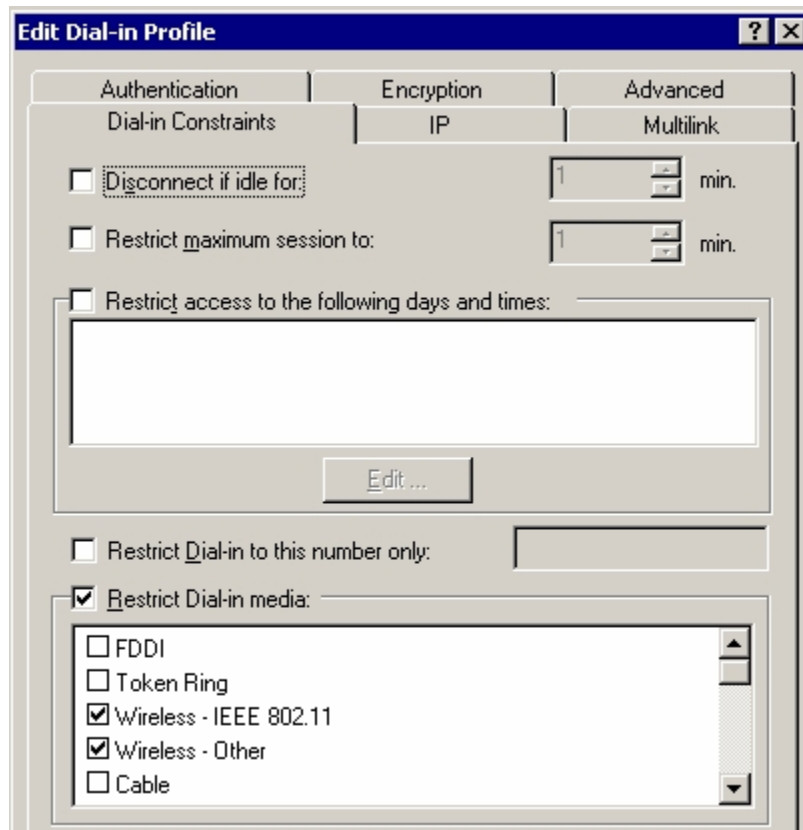 Edit Dial-in Profile
Authentication Encryption Advanced
Dial-in Constraints IP Multilink
Disconnect if idle for: 1 min.
Restrict maximum session to: 1 min.
Restrict access to the following days and times:
Edit ...
Restrict Dial-in to this number only:
Restrict Dial-in media:
FDDI
Token Ring
Wireless - IEEE 802.11
Wireless - Other
Cable